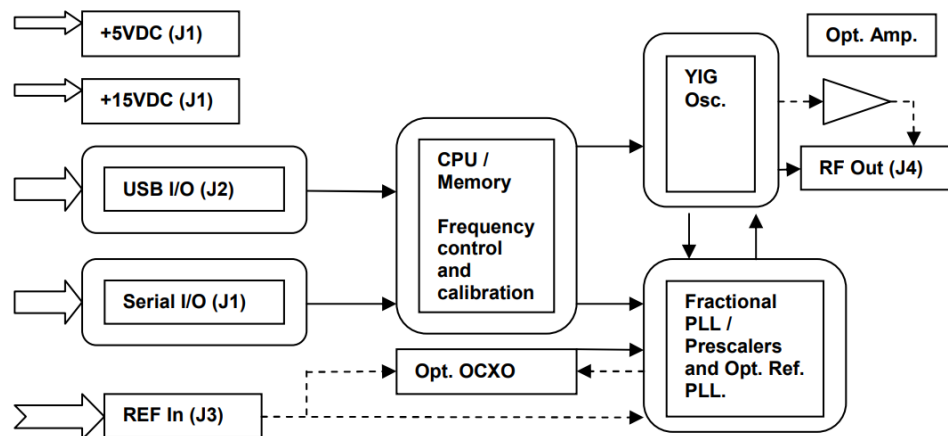 +5VDC (J1)
+15VDC (J1)
USB I/O (J2)
Serial I/O (J1)
REF In (J3)
CPU /
Memory
Frequency
control
and
calibration
Opt. OCXO
YIG
Osc.
Fractional
PLL /
Prescalers
and Opt. Ref.
PLL.
Opt. Amp.
RF Out (J4)